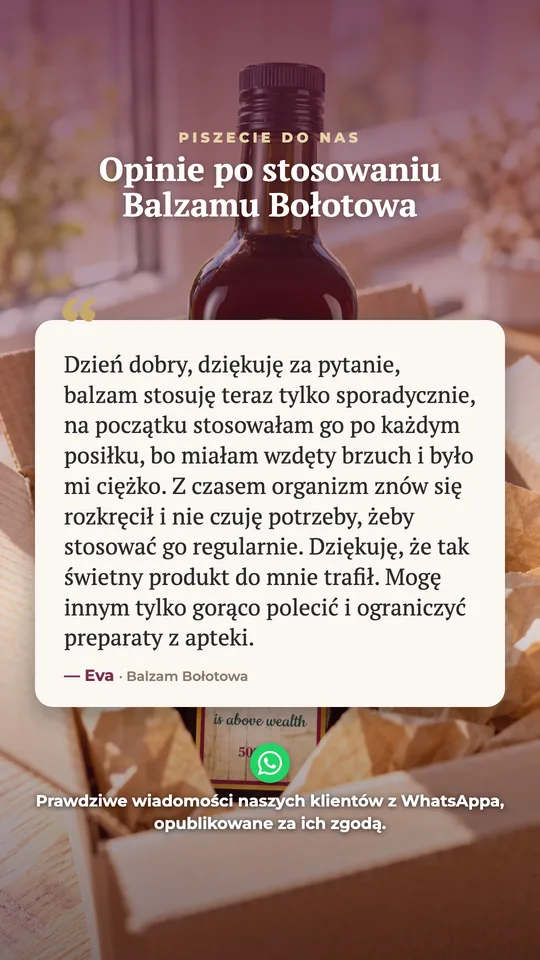 PISZECIE DO NAS
Opinie po stosowaniu
Balzamu Bołotowa
“
Dzień dobry, dziękuję za pytanie,
balzam stosuję teraz tylko sporadycznie,
na początku stosowałam go po każdym
posiłku, bo miałam wzdęty brzuch i było
mi ciężko. Z czasem organizm znów się
rozkręcił i nie czuję potrzeby, żeby
stosować go regularnie. Dziękuję, że tak
świetny produkt do mnie trafił. Mogę
innym tylko gorąco polecić i ograniczyć
preparaty z apteki.
— Eva · Balzam Bołotowa
is above wealth
Prawdziwe wiadomości naszych klientów z WhatsAppa,
opublikowane za ich zgodą.